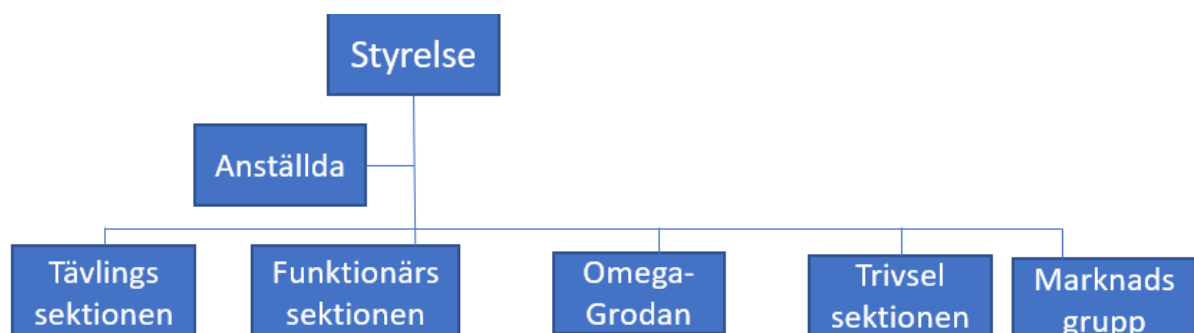 Styrelse
Anställda
Tävlings
sektionen
Funktionärs
sektionen
Omega-
Grodan
Trivsel
sektionen
Marknads
grupp